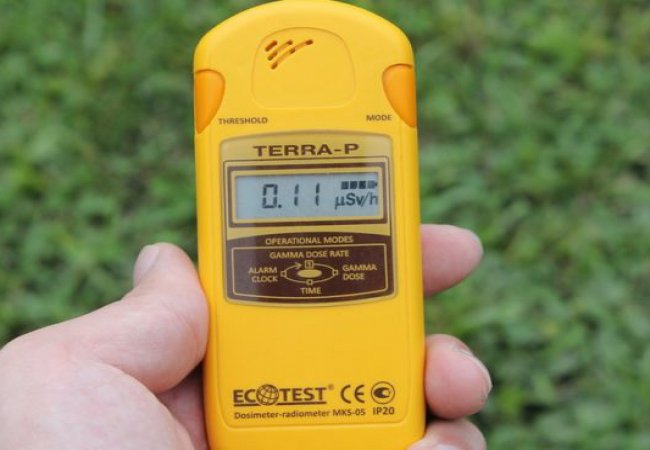 THRESHOLD MODE
TERRA-P
0.11 μSv/h
OPERATIONAL MODES
GAMMA DOSE RATE
ALARM CLOCK
GAMMA DOSE
TIME
ECOTEST® CE
Dosimeter-radiometer MKS-05 IP20